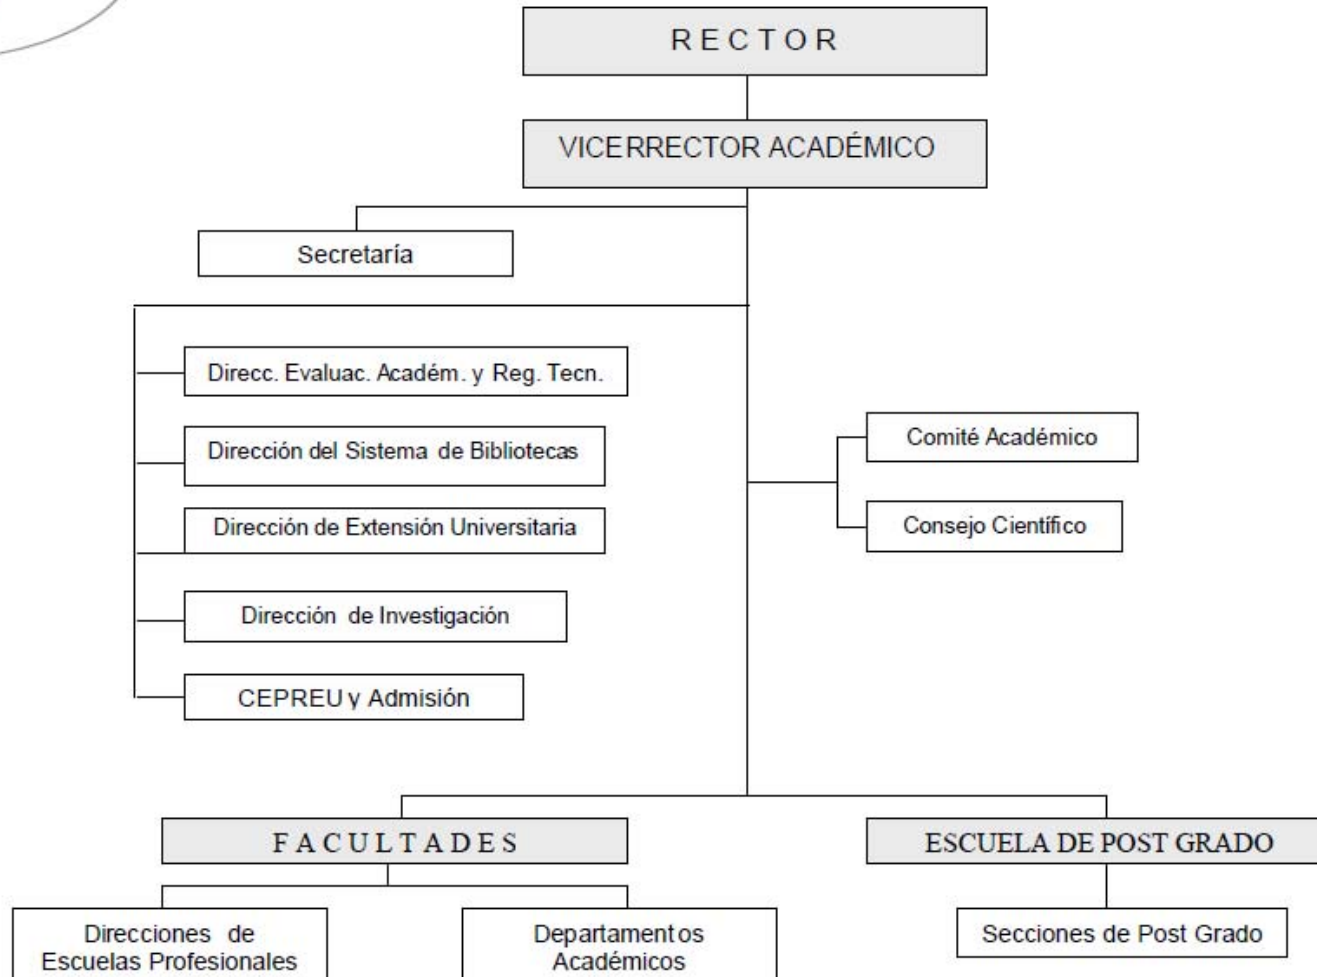 R E C T O R
VICERRECTOR ACADÉMICO
Secretaría
Direcc. Evaluac. Académ. y Reg. Tecn.
Dirección del Sistema de Bibliotecas
Dirección de Extensión Universitaria
Dirección de Investigación
CEPREU y Admisión
Comité Académico
Consejo Científico
F A C U L T A D E S
ESCUELA DE POST GRADO
Direcciones de
Escuelas Profesionales
Departamentos
Académicos
Secciones de Post Grado